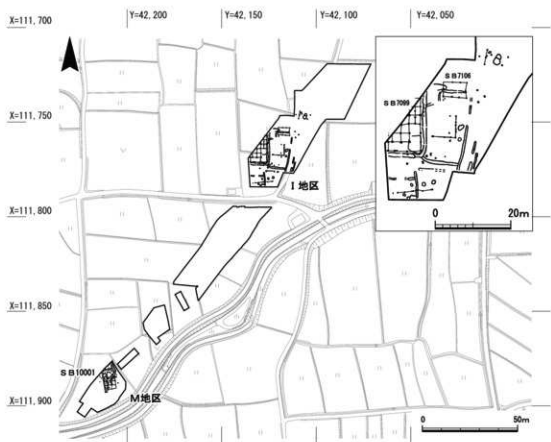 Y=42,200
Y=42,150
Y=42,100
Y=42,050
X=111,700
X=111,750
X=111,800
X=111,850
X=111,900
SB7106
SB7099
0
20m
I地区
SB10001
M地区
0
50m